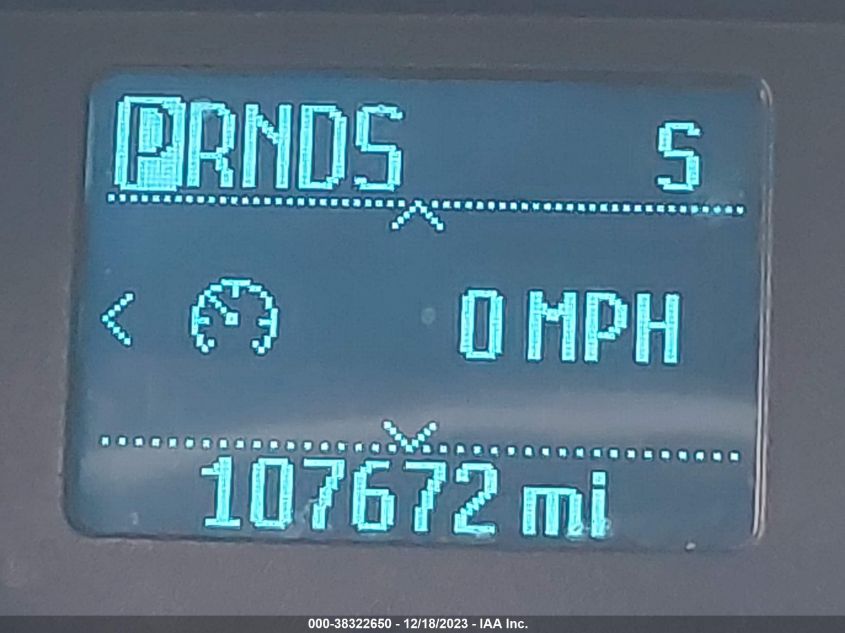 PRNDS S
0 MPH
107672 mi
000-38322650 - 12/18/2023 - IAA Inc.